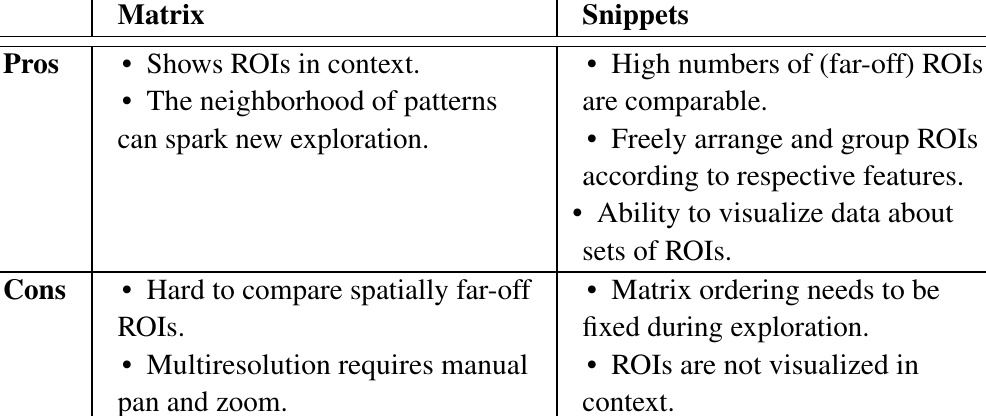 Matrix Snippets
Pros
• Shows ROIs in context.
• The neighborhood of patterns
can spark new exploration.
• High numbers of (far-off) ROIs
are comparable.
• Freely arrange and group ROIs
according to respective features.
• Ability to visualize data about
sets of ROIs.
Cons
• Hard to compare spatially far-off
ROIs.
• Multiresolution requires manual
pan and zoom.
• Matrix ordering needs to be
fixed during exploration.
• ROIs are not visualized in
context.